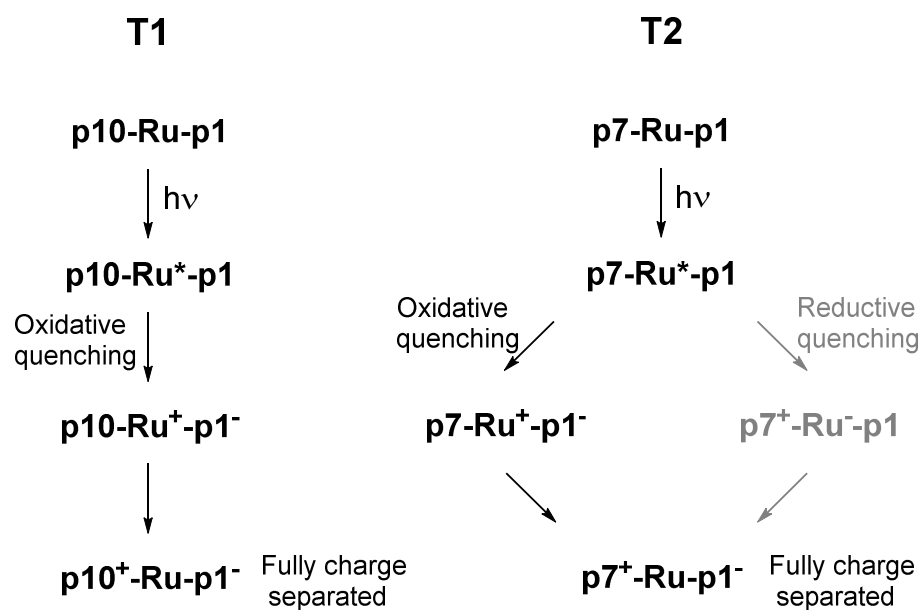 T1
p10-Ru-p1
hν
p10-Ru*-p1
Oxidative
quenching
p10-Ru⁺-p1⁻
p10⁺-Ru-p1⁻
Fully charge
separated
T2
p7-Ru-p1
hν
p7-Ru*-p1
Oxidative
quenching
Reductive
quenching
p7-Ru⁺-p1⁻
p7⁺-Ru⁻-p1
p7⁺-Ru-p1⁻
Fully charge
separated